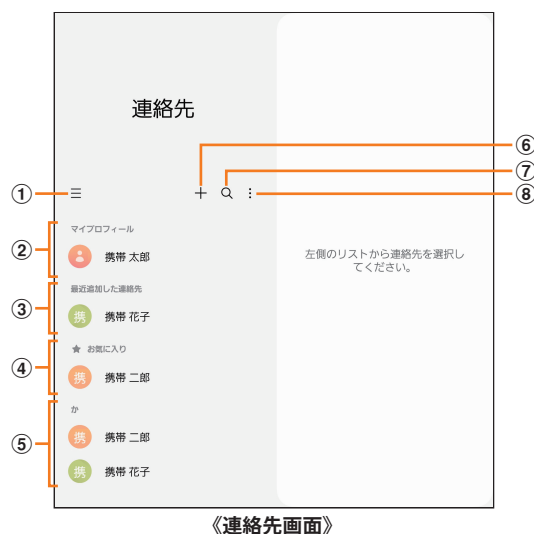 連絡先
⑥
⑦
① ⑧
マイプロフィール
② 携帯 太郎
左側のリストから連絡先を選択し
てください。
最近追加した連絡先
③ 携 携帯 花子
★ お気に入り
④ 携 携帯 二郎
か
⑤ 携 携帯 二郎
携 携帯 花子
《連絡先画面》